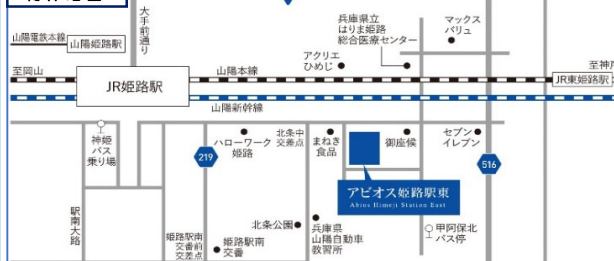 大手前通り
山陽電鉄本線
山陽姫路駅
兵庫県立
はりま姫路
総合医療センター
マックス
バリュ
アクリエ
ひめじ
至岡山
JR姫路駅
山陽本線
至神戸
JR東姫路駅
山陽新幹線
神姫
バス
乗り場
219
ハローワーク
姫路
北条中
交差点
まねき
食品
御座候
セブン
イレブン
516
アビオス姫路駅東
Abios Himeji Station East
駅南大路
姫路駅南
交番前
交差点
姫路駅南
交番
北条公園
兵庫県
山陽自動車
教習所
甲阿保北
バス停